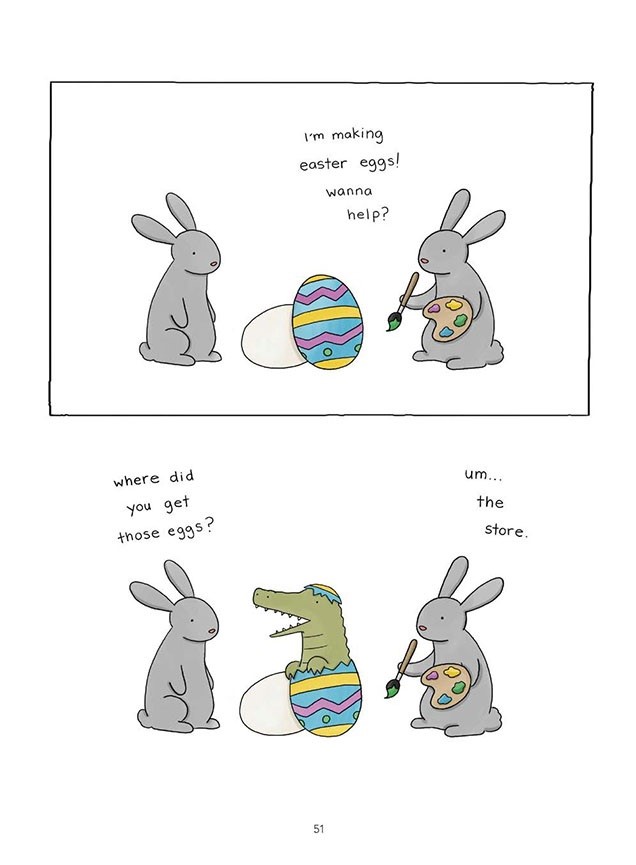 I'm making
easter eggs!
wanna
help?
where did
you get
those eggs?
um...
the
store.
51